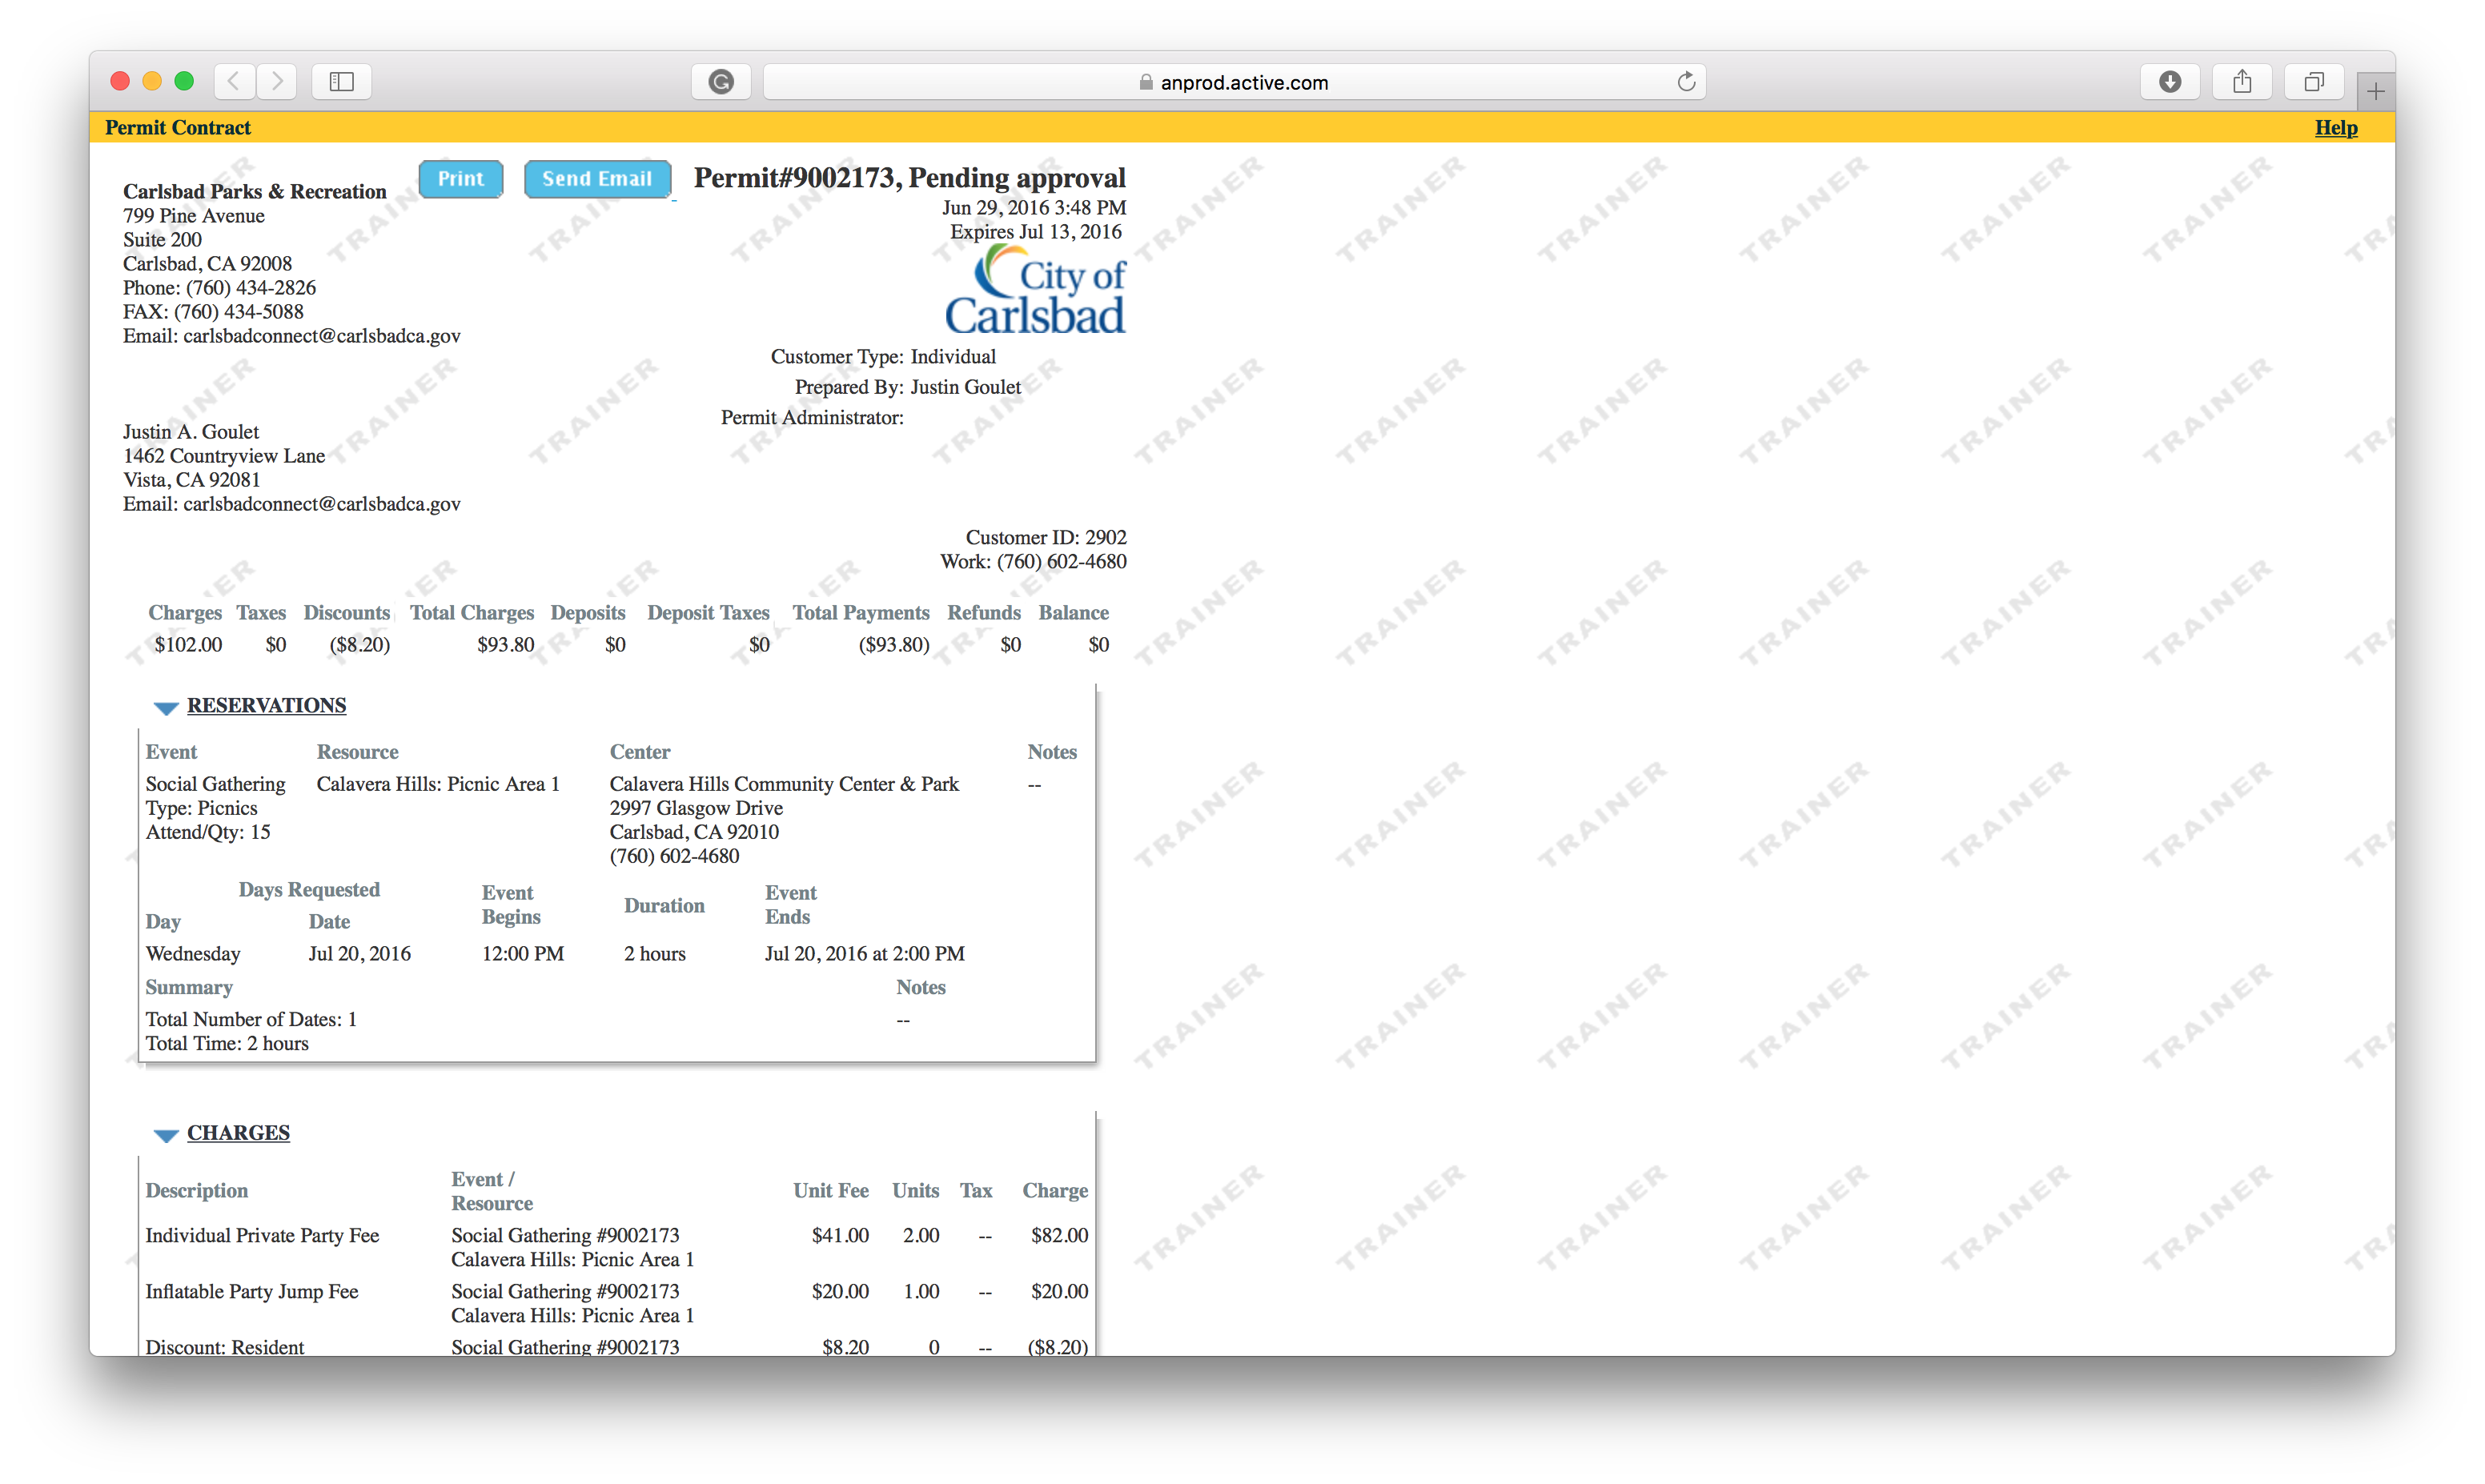 anprod.active.com
Permit Contract
Help
Print
Send Email
Permit#9002173, Pending approval
Jun 29, 2016 3:48 PM
Expires Jul 13, 2016
City of
Carlsbad
Carlsbad Parks & Recreation
799 Pine Avenue
Suite 200
Carlsbad, CA 92008
Phone: (760) 434-2826
FAX: (760) 434-5088
Email: carlsbadconnect@carlsbadca.gov
Customer Type: Individual
Prepared By: Justin Goulet
Permit Administrator:
Justin A. Goulet
1462 Countryview Lane
Vista, CA 92081
Email: carlsbadconnect@carlsbadca.gov
Customer ID: 2902
Work: (760) 602-4680
Charges Taxes Discounts Total Charges Deposits Deposit Taxes Total Payments Refunds Balance
$102.00 $0 ($8.20) $93.80 $0 $0 ($93.80) $0 $0
RESERVATIONS
Event Resource Center Notes
Social Gathering Calavera Hills: Picnic Area 1 Calavera Hills Community Center & Park --
Type: Picnics 2997 Glasgow Drive
Attend/Qty: 15 Carlsbad, CA 92010
(760) 602-4680
Days Requested Event Begins Duration Event Ends
Day Date
Wednesday Jul 20, 2016 12:00 PM 2 hours Jul 20, 2016 at 2:00 PM
Summary Notes
Total Number of Dates: 1 --
Total Time: 2 hours
CHARGES
Description Event / Resource Unit Fee Units Tax Charge
Individual Private Party Fee Social Gathering #9002173 $41.00 2.00 -- $82.00
Calavera Hills: Picnic Area 1
Inflatable Party Jump Fee Social Gathering #9002173 $20.00 1.00 -- $20.00
Calavera Hills: Picnic Area 1
Discount: Resident Social Gathering #9002173 $8.20 0 -- ($8.20)
TRAINER